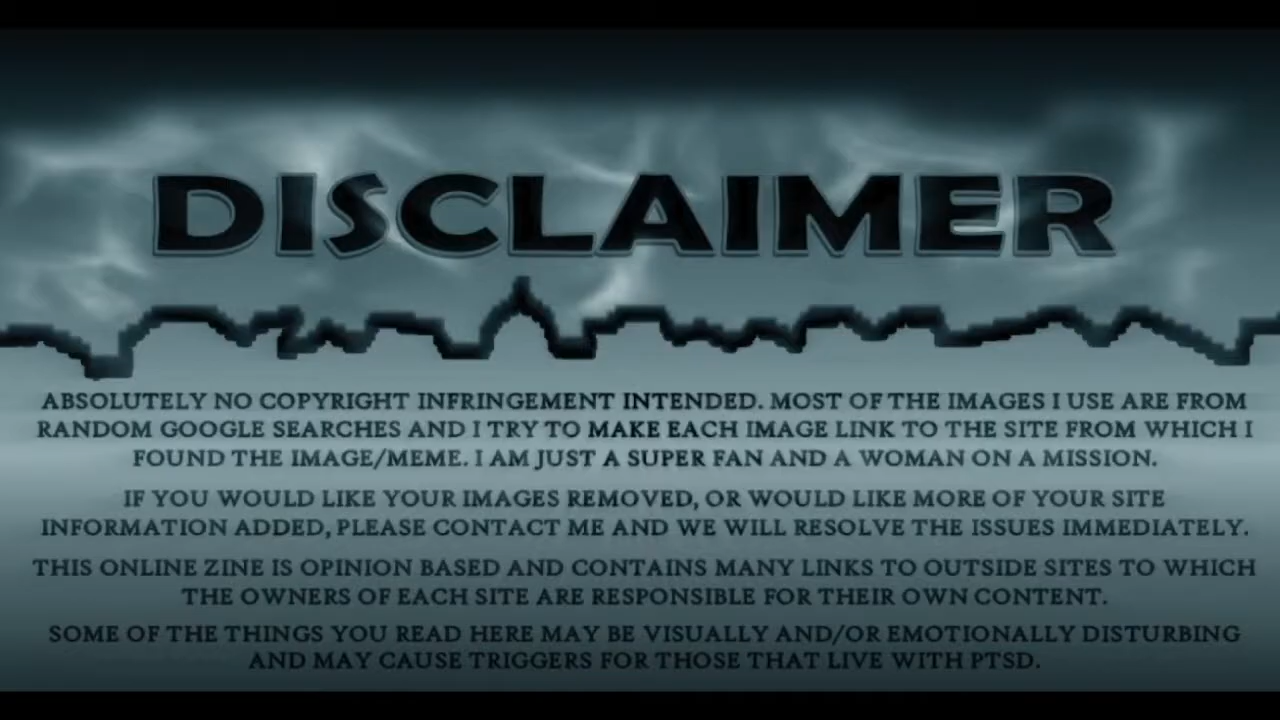 DISCLAIMER
ABSOLUTELY NO COPYRIGHT INFRINGEMENT INTENDED. MOST OF THE IMAGES I USE ARE FROM
RANDOM GOOGLE SEARCHES AND I TRY TO MAKE EACH IMAGE LINK TO THE SITE FROM WHICH I
FOUND THE IMAGE/MEME. I AM JUST A SUPER FAN AND A WOMAN ON A MISSION.
IF YOU WOULD LIKE YOUR IMAGES REMOVED, OR WOULD LIKE MORE OF YOUR SITE
INFORMATION ADDED, PLEASE CONTACT ME AND WE WILL RESOLVE THE ISSUES IMMEDIATELY.
THIS ONLINE ZINE IS OPINION BASED AND CONTAINS MANY LINKS TO OUTSIDE SITES TO WHICH
THE OWNERS OF EACH SITE ARE RESPONSIBLE FOR THEIR OWN CONTENT.
SOME OF THE THINGS YOU READ HERE MAY BE VISUALLY AND/OR EMOTIONALLY DISTURBING
AND MAY CAUSE TRIGGERS FOR THOSE THAT LIVE WITH PTSD.